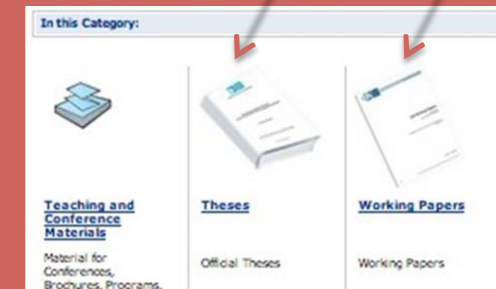 In this Category:
Teaching and
Conference
Materials
Material for
Conferences,
Brochures, Programs,
Theses
Official Theses
Working Papers
Working Papers